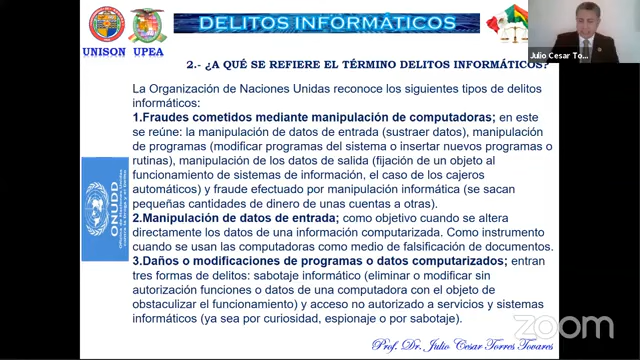 DELITOS INFORMÁTICOS
UNISON UPEA
Julio Cesar To...
2.- ¿A QUÉ SE REFIERE EL TÉRMINO DELITOS INFORMÁTICOS?
La Organización de Naciones Unidas reconoce los siguientes tipos de delitos
informáticos:
1.Fraudes cometidos mediante manipulación de computadoras; en este
se reúne: la manipulación de datos de entrada (sustraer datos), manipulación
de programas (modificar programas del sistema o insertar nuevos programas o
rutinas), manipulación de los datos de salida (fijación de un objeto al
funcionamiento de sistemas de información, el caso de los cajeros
automáticos) y fraude efectuado por manipulación informática (se sacan
pequeñas cantidades de dinero de unas cuentas a otras).
2.Manipulación de datos de entrada; como objetivo cuando se altera
directamente los datos de una información computarizada. Como instrumento
cuando se usan las computadoras como medio de falsificación de documentos.
3.Daños o modificaciones de programas o datos computarizados; entran
tres formas de delitos: sabotaje informático (eliminar o modificar sin
autorización funciones o datos de una computadora con el objeto de
obstaculizar el funcionamiento) y acceso no autorizado a servicios y sistemas
informáticos (ya sea por curiosidad, espionaje o por sabotaje).
ONUDD
zoom
Prof. Dr. Julio Cesar Torres Tovares